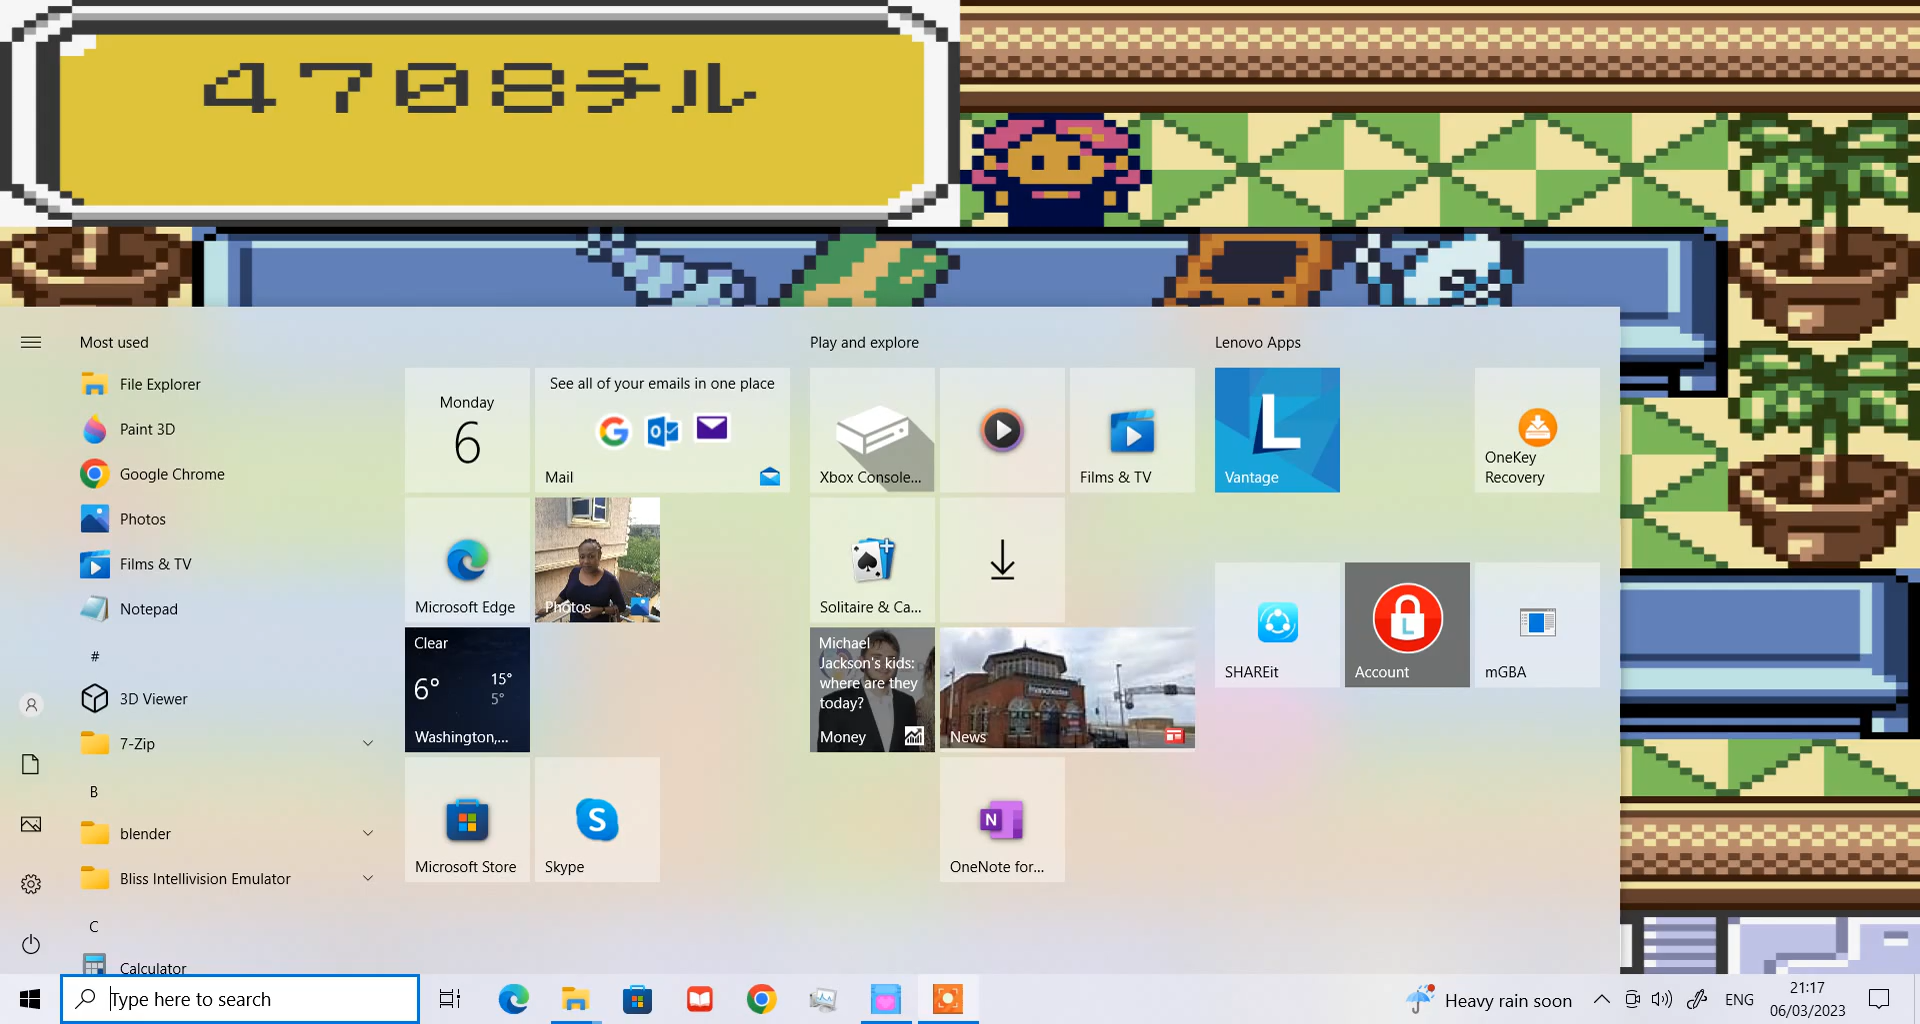 4708チル
Most used
File Explorer
Paint 3D
Google Chrome
Photos
Films & TV
Notepad
#
3D Viewer
7-Zip
B
blender
Bliss Intellivision Emulator
C
Calculator
Monday
6
See all of your emails in one place
Mail
Microsoft Edge
Photos
Clear
6°
15°
5°
Washington,...
Microsoft Store
Skype
Play and explore
Xbox Console...
Films & TV
Solitaire & Ca...
Michael
Jackson's kids:
where are they
today?
Money
manchester
News
N
OneNote for...
Lenovo Apps
L
Vantage
OneKey
Recovery
SHAREit
L
Account
mGBA
Type here to search
Heavy rain soon
ENG
21:17
06/03/2023